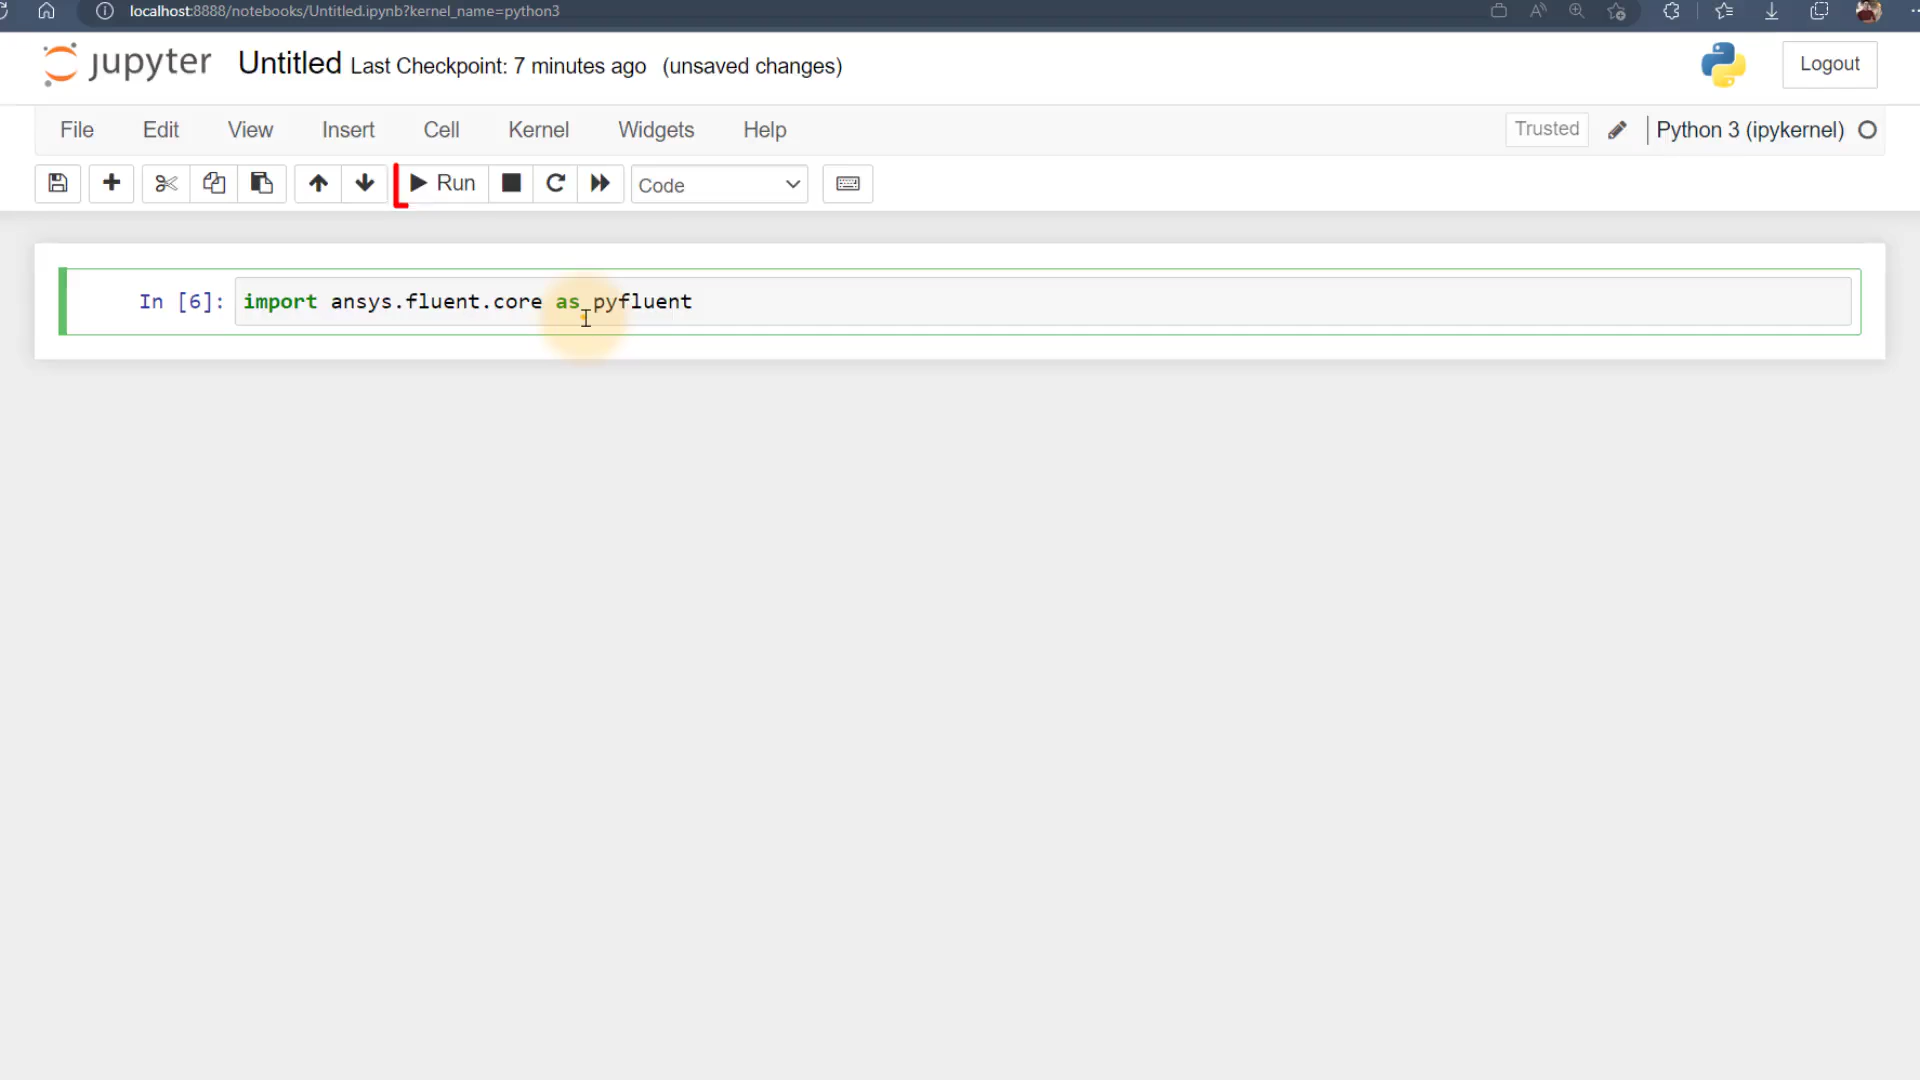 localhost:8888/notebooks/Untitled.ipynb?kernel_name=python3
jupyter Untitled Last Checkpoint: 7 minutes ago (unsaved changes) Logout
File Edit View Insert Cell Kernel Widgets Help Trusted Python 3 (ipykernel)
Run Code
In [6]: import ansys.fluent.core as pyfluent